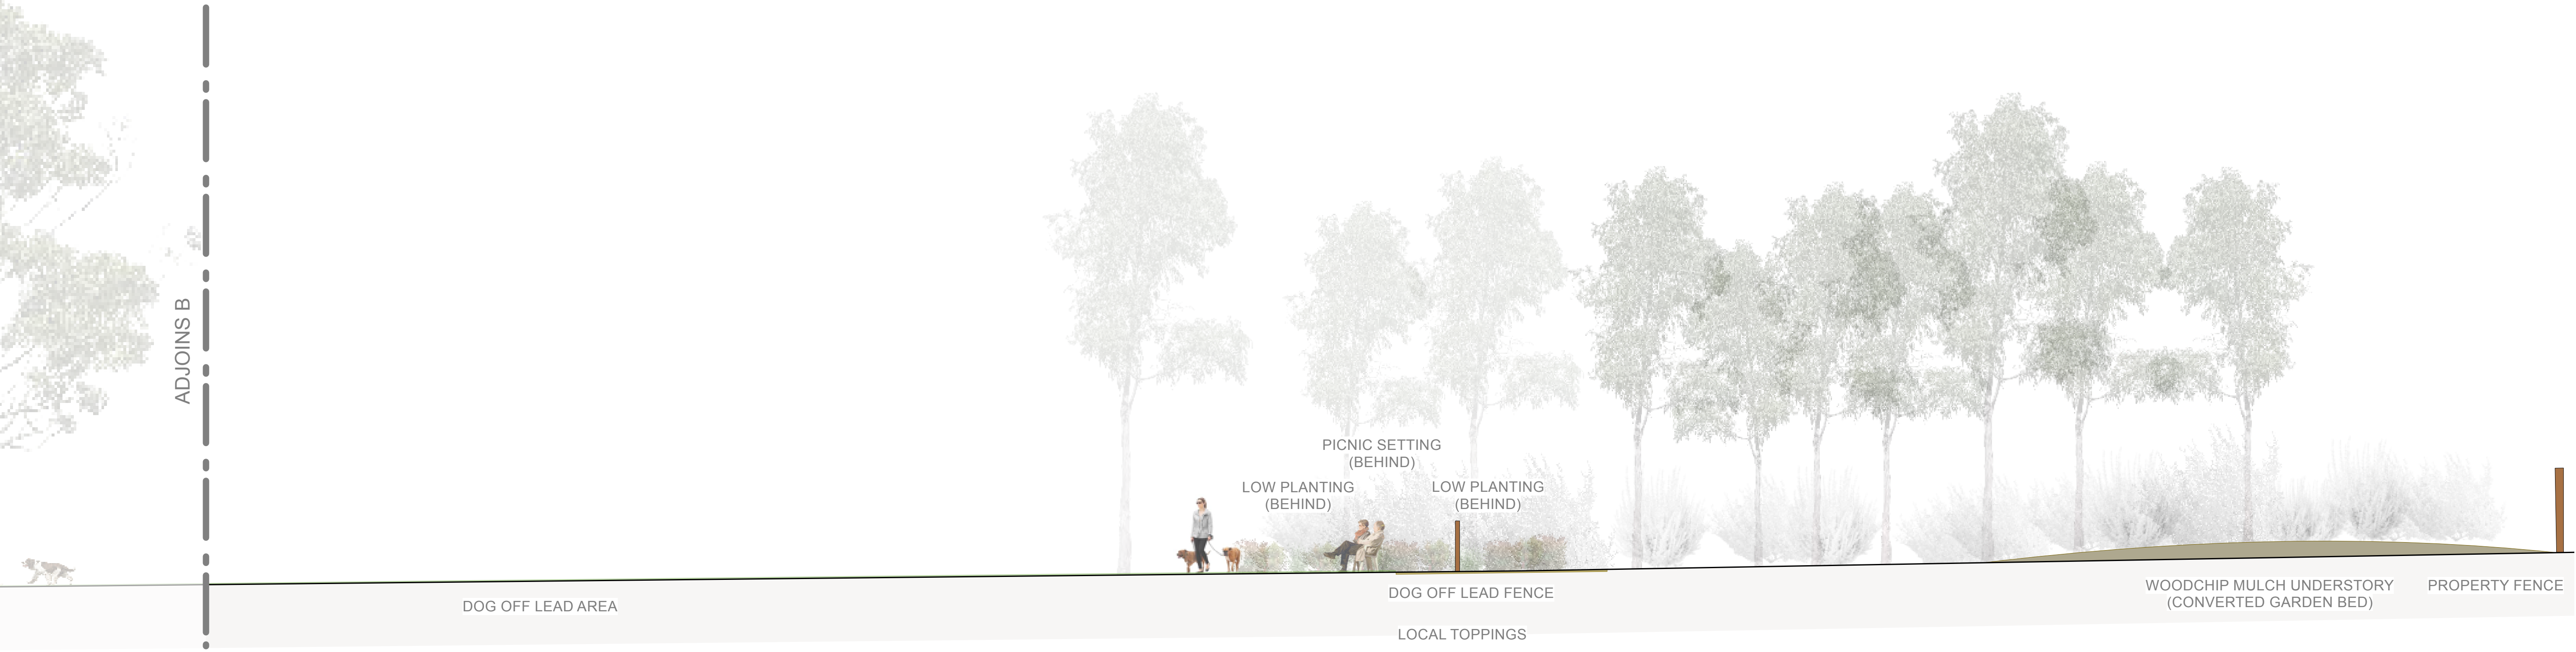 ADJOINS B
PICNIC SETTING
(BEHIND)
LOW PLANTING
(BEHIND)
LOW PLANTING
(BEHIND)
DOG OFF LEAD AREA
DOG OFF LEAD FENCE
LOCAL TOPPINGS
WOODCHIP MULCH UNDERSTORY
(CONVERTED GARDEN BED)
PROPERTY FENCE